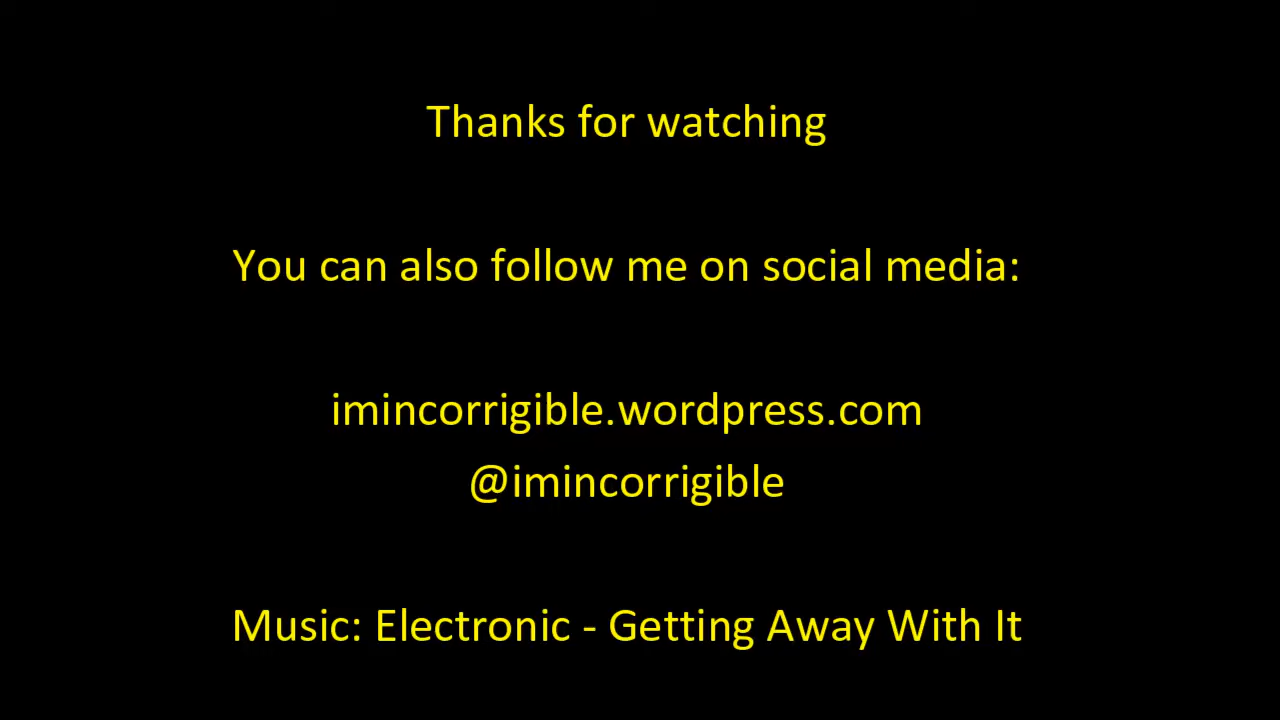 Thanks for watching
You can also follow me on social media:
imincorrigible.wordpress.com
@imincorrigible
Music: Electronic - Getting Away With It